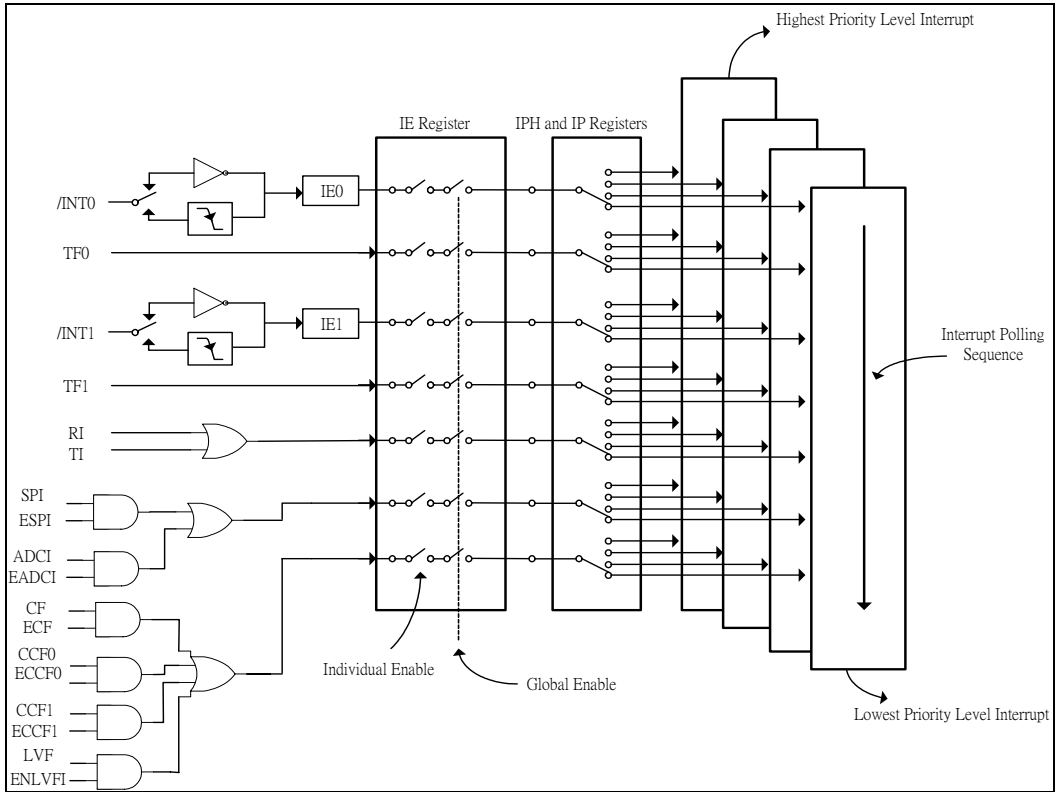 Highest Priority Level Interrupt
IE Register
IPH and IP Registers
/INT0
IE0
TF0
/INT1
IE1
TF1
RI
TI
SPI
ESPI
ADCI
EADCI
CF
ECF
CCF0
ECCF0
CCF1
ECCF1
LVF
ENLVFI
Individual Enable
Global Enable
Interrupt Polling
Sequence
Lowest Priority Level Interrupt